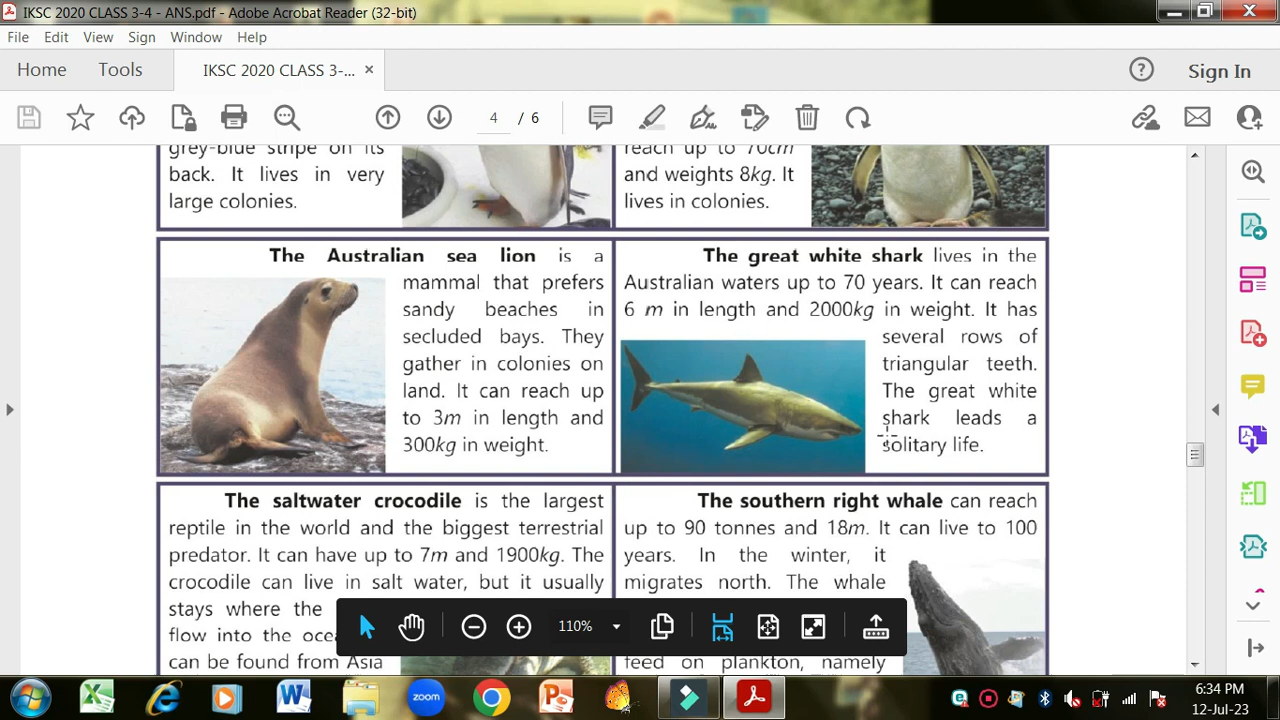 IKSC 2020 CLASS 3-4 - ANS.pdf - Adobe Acrobat Reader (32-bit)
File Edit View Sign Window Help
Home Tools IKSC 2020 CLASS 3-... × Sign In
4 / 6
grey-blue stripe on its
back. It lives in very
large colonies.
reach up to 70cm
and weights 8kg. It
lives in colonies.
The Australian sea lion is a
mammal that prefers
sandy beaches in
secluded bays. They
gather in colonies on
land. It can reach up
to 3m in length and
300kg in weight.
The great white shark lives in the
Australian waters up to 70 years. It can reach
6 m in length and 2000kg in weight. It has
several rows of
triangular teeth.
The great white
shark leads a
solitary life.
The saltwater crocodile is the largest
reptile in the world and the biggest terrestrial
predator. It can have up to 7m and 1900kg. The
crocodile can live in salt water, but it usually
stays where the
flow into the ocea
can be found from Asia
The southern right whale can reach
up to 90 tonnes and 18m. It can live to 100
years. In the winter, it
migrates north. The whale
feed on plankton, namely
110%
zoom
6:34 PM
12-Jul-23